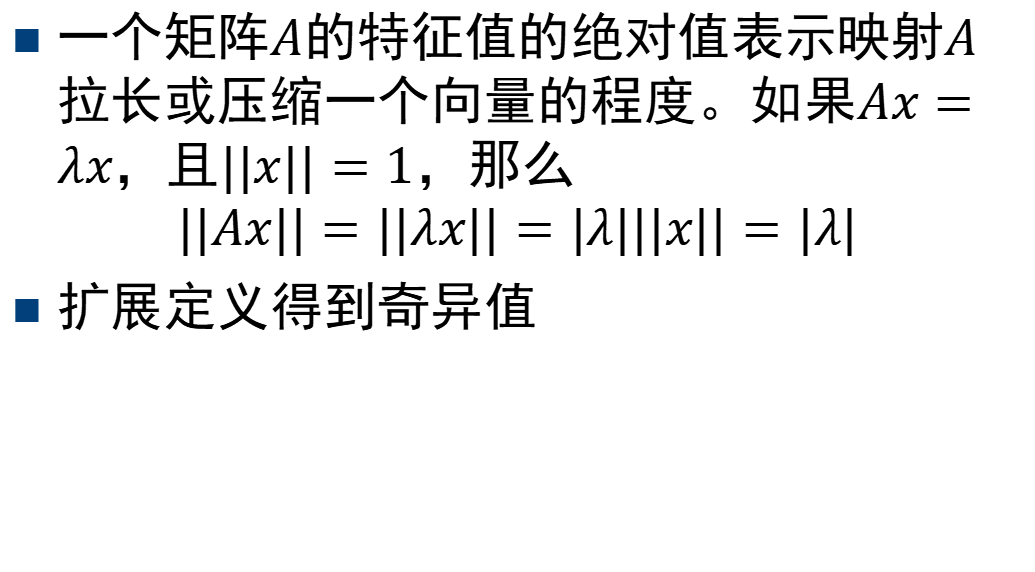 ■ 一个矩阵A的特征值的绝对值表示映射A
拉长或压缩一个向量的程度。如果Ax =
λx，且||x|| = 1，那么
||Ax|| = ||λx|| = |λ|||x|| = |λ|
■ 扩展定义得到奇异值